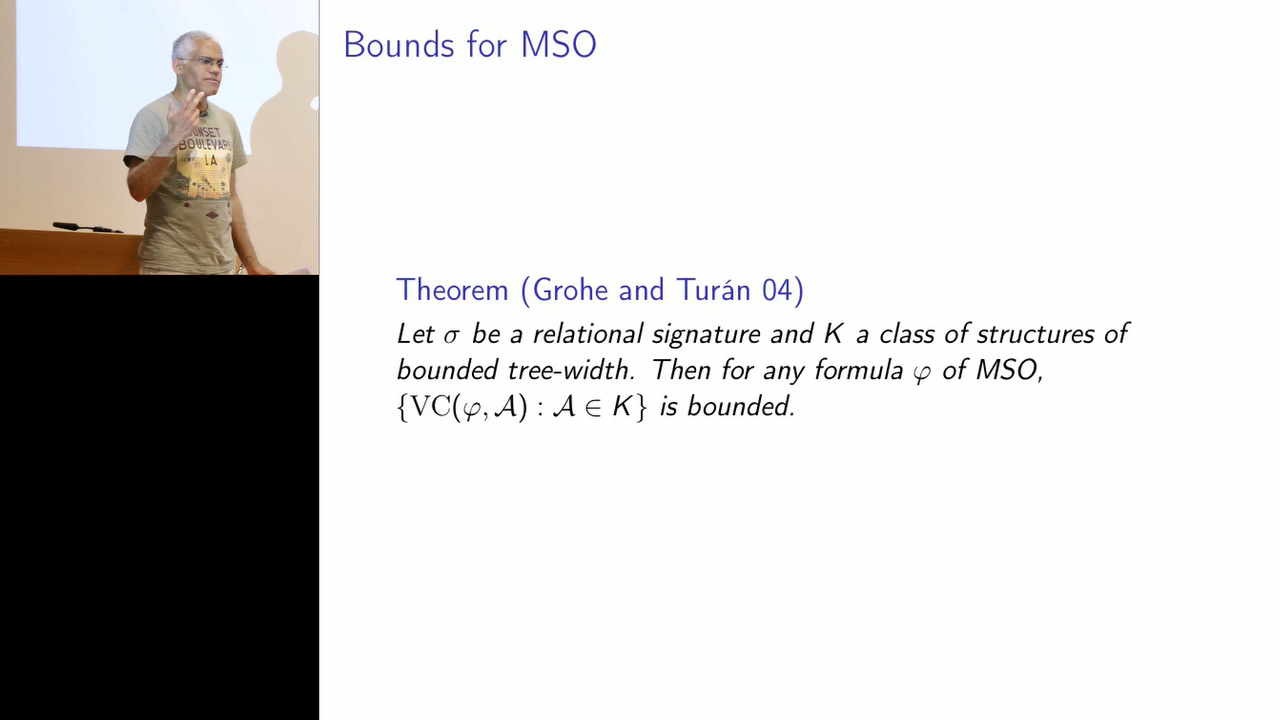 Bounds for MSO
SUNSET
BOULEVARD
LA
Theorem (Grohe and Turán 04)
Let σ be a relational signature and K a class of structures of
bounded tree-width. Then for any formula φ of MSO,
{VC(φ, 𝒜) : 𝒜 ∈ K} is bounded.